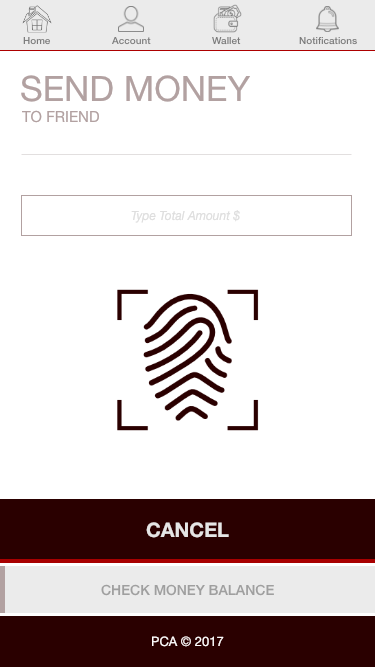 Home Account Wallet Notifications
SEND MONEY
TO FRIEND
Type Total Amount $
CANCEL
CHECK MONEY BALANCE
PCA © 2017